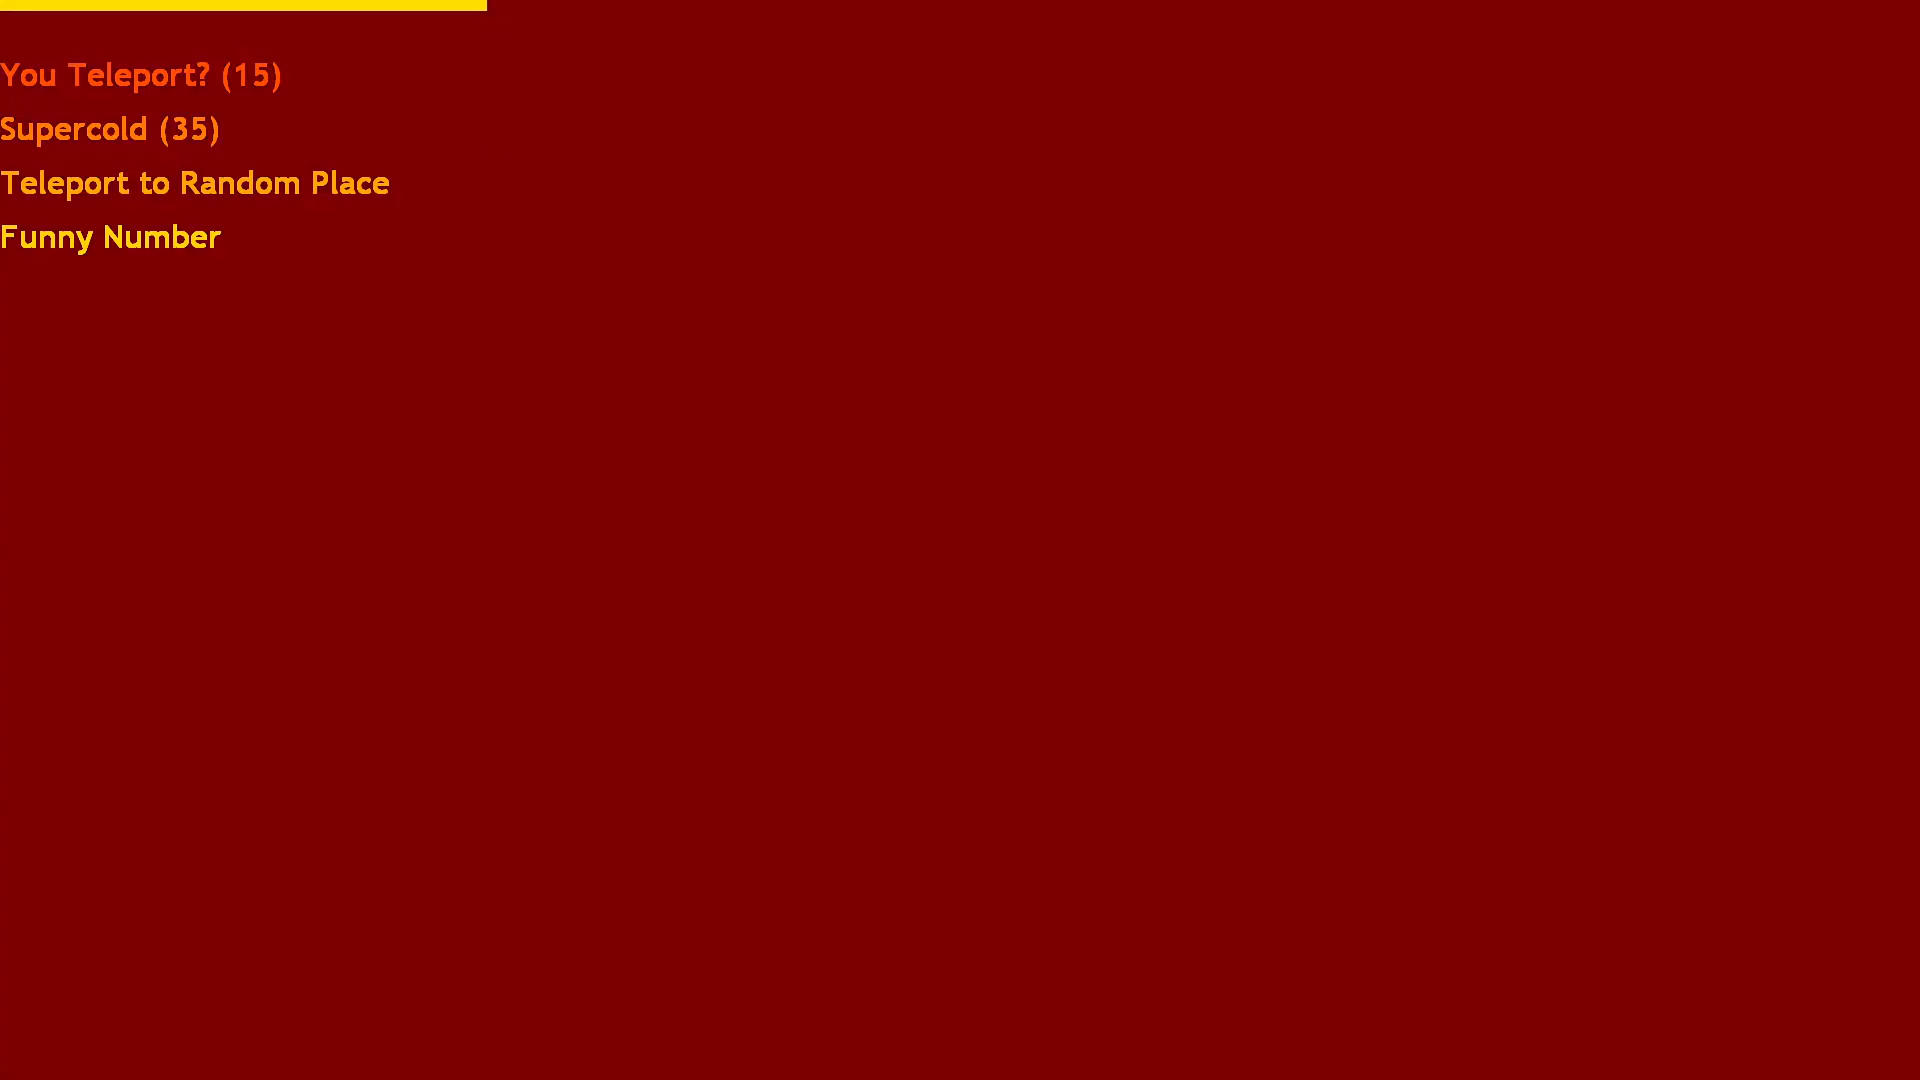 You Teleport? (15)
Supercold (35)
Teleport to Random Place
Funny Number